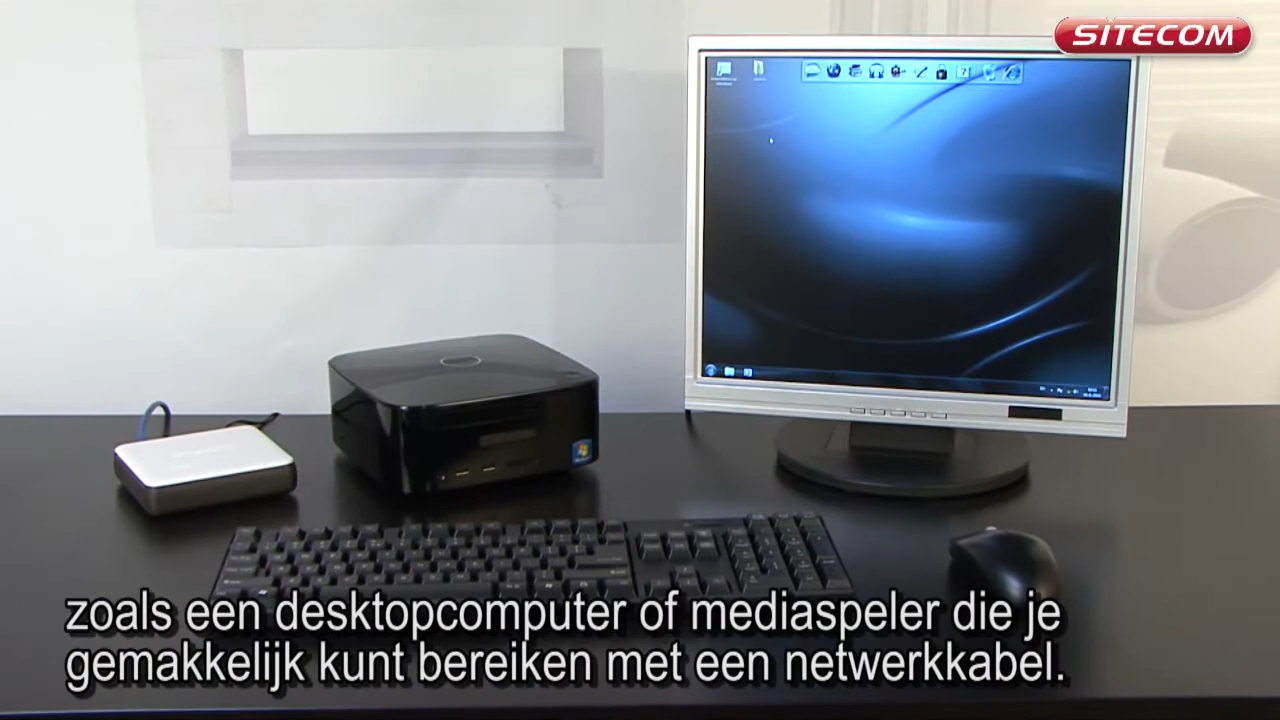 SITECOM
zoals een desktopcomputer of mediaspeler die je
gemakkelijk kunt bereiken met een netwerkkabel.